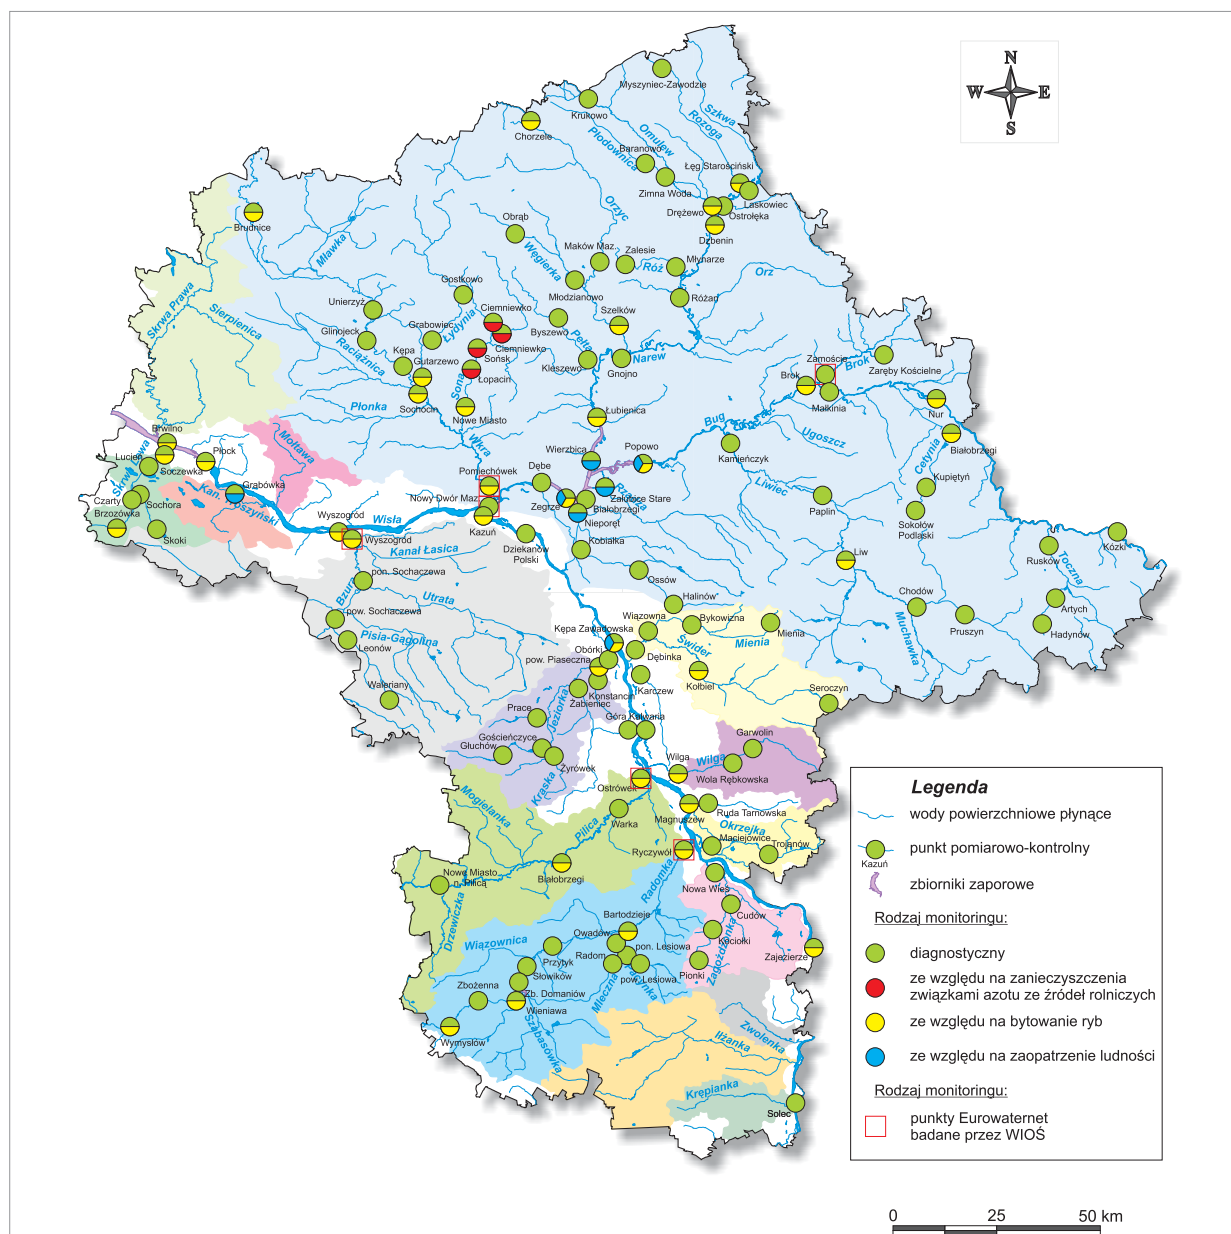 N
W E
S
Myszyniec-Zawodzie
Krukowo
Chorzele
Szkwa
Rozoga
Omulew
Płodownica
Baranowo
Łęg Starościński
Zimna Woda
Laskowiec
Drężewo
Ostrołęka
Dzbenin
Orzyc
Obrąb
Brudnice
Mławka
Węgierka
Maków Maz.
Zalesie
Róż
Młynarze
Orz
Gostkowo
Młodzianowo
Różad
Unierzyż
Skrwa Prawa
Sierpienica
Ciemniewko
Szelków
Glinojeck
Grabowiec
Łydynia
Byszewo
Pełta
Ciemniewko
Raciąźnica
Kępa
Gutarzewo
Sońsk
Kleszewo
Gnojno
Narew
Zamoście
Brok
Zaręby Kościelne
Sona
Łopacin
Brok
Małkinia
Sochocin
Płonka
Nowe Miasto
Łubienica
Bug
Nur
Ugoszcz
Białobrzegi
Brwilno
Mołtawa
Wkra
Wierzbica
Popowo
Kamieńczyk
Cetynia
Lucień
Płock
Soczewka
Grabówka
Pomiechówek
Dębe
Kupiętyń
Liwiec
Czarty
Sochora
Nowy Dwór Maz.
Zegrze
Załubice Stare
Białobrzegi
Paplin
Brzozówka
Wyszogród
Wisła
Kazuń
Nieporęt
Sokołów
Podlaski
Skoki
Wyszogród
Kanał Łasica
Dziekanów
Polski
Kobiałka
Kózki
Rusków
Toczna
Liw
pon. Sochaczewa
Ossów
Bzura
Utrata
Halinów
Chodów
Artych
pow. Sochaczewa
Wiązowna
Bykowizna
Pruszyn
Hadynów
Muchawka
Pisia-Gągolina
Leonów
Kępa Zawadowska
Świder
Mienia
Mienia
Obórki
Dębinka
pow. Piaseczna
Kołbiel
Konstancin
Karczew
Seroczyn
Waleriany
Żabieniec
Jeziorka
Prace
Góra Kalwaria
Gościeńczyce
Garwolin
Głuchów
Żyrówek
Wilga
Wilga
Wola Rębkowska
Kraska
Ostrówek
Mogielanka
Magnuszew
Ruda Tarnowska
Warka
Okrzejka
Pilica
Maciejowice
Trojanów
Ryczywół
Białobrzegi
Nowe Miasto
n. Pilicą
Nowa Wieś
Radomka
Cudów
Bartodzieje
Drzewiczka
Owadów
Kociołki
Wiązownica
pon. Lesiowa
Zajezierze
Radom
Zagożdżonka
Przytyk
Pionki
pow. Lesiowa
Słowików
Mleczna
Zbożenna
Zb. Domaniów
Wieniawa
Szabasówka
Wymysłów
Zwolenka
Iłżanka
Krępianka
Solec
Legenda
wody powierzchniowe płynące
punkt pomiarowo-kontrolny
Kazuń
zbiorniki zaporowe
Rodzaj monitoringu:
diagnostyczny
ze względu na zanieczyszczenia
związkami azotu ze źródeł rolniczych
ze względu na bytowanie ryb
ze względu na zaopatrzenie ludności
Rodzaj monitoringu:
punkty Eurowaternet
badane przez WIOŚ
0 25 50 km